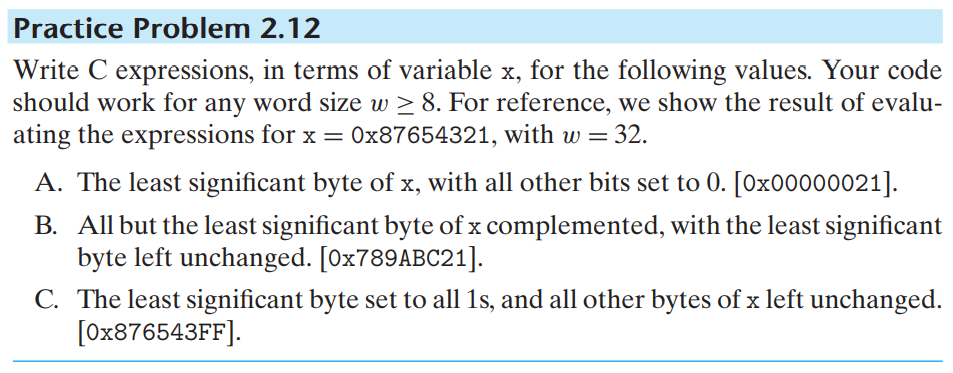 Practice Problem 2.12
Write C expressions, in terms of variable x, for the following values. Your code
should work for any word size w ≥ 8. For reference, we show the result of evalu-
ating the expressions for x = 0x87654321, with w = 32.
A. The least significant byte of x, with all other bits set to 0. [0x00000021].
B. All but the least significant byte of x complemented, with the least significant
byte left unchanged. [0x789ABC21].
C. The least significant byte set to all 1s, and all other bytes of x left unchanged.
[0x876543FF].